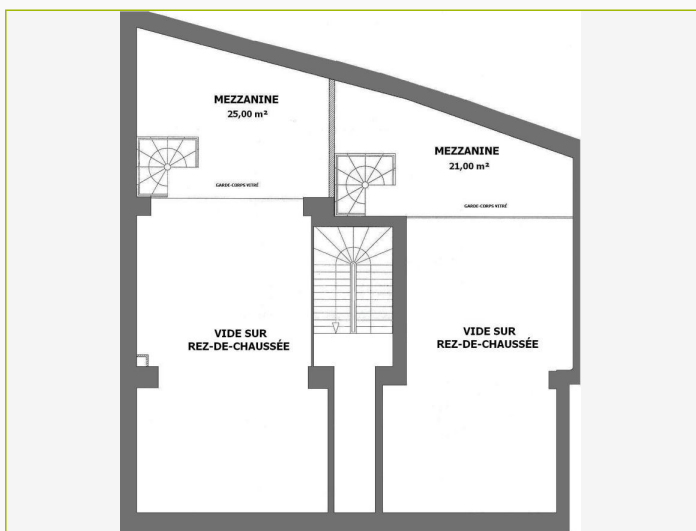 MEZZANINE
25,00 m²
MEZZANINE
21,00 m²
GARDE-CORPS VITRÉ
GARDE-CORPS VITRÉ
VIDE SUR
REZ-DE-CHAUSSÉE
VIDE SUR
REZ-DE-CHAUSSÉE